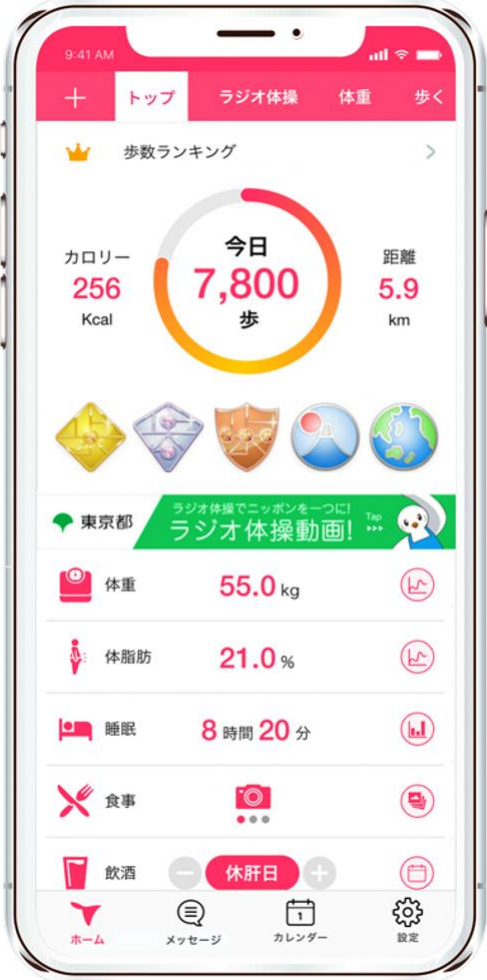 9:41 AM
トップ
ラジオ体操
体重
歩く
歩数ランキング
カロリー
256
Kcal
今日
7,800
歩
距離
5.9
km
東京都
ラジオ体操でニッポンを一つに!
ラジオ体操動画!
Tap
体重
55.0 kg
体脂肪
21.0 %
睡眠
8 時間 20 分
食事
飲酒
休肝日
ホーム
メッセージ
1
カレンダー
設定